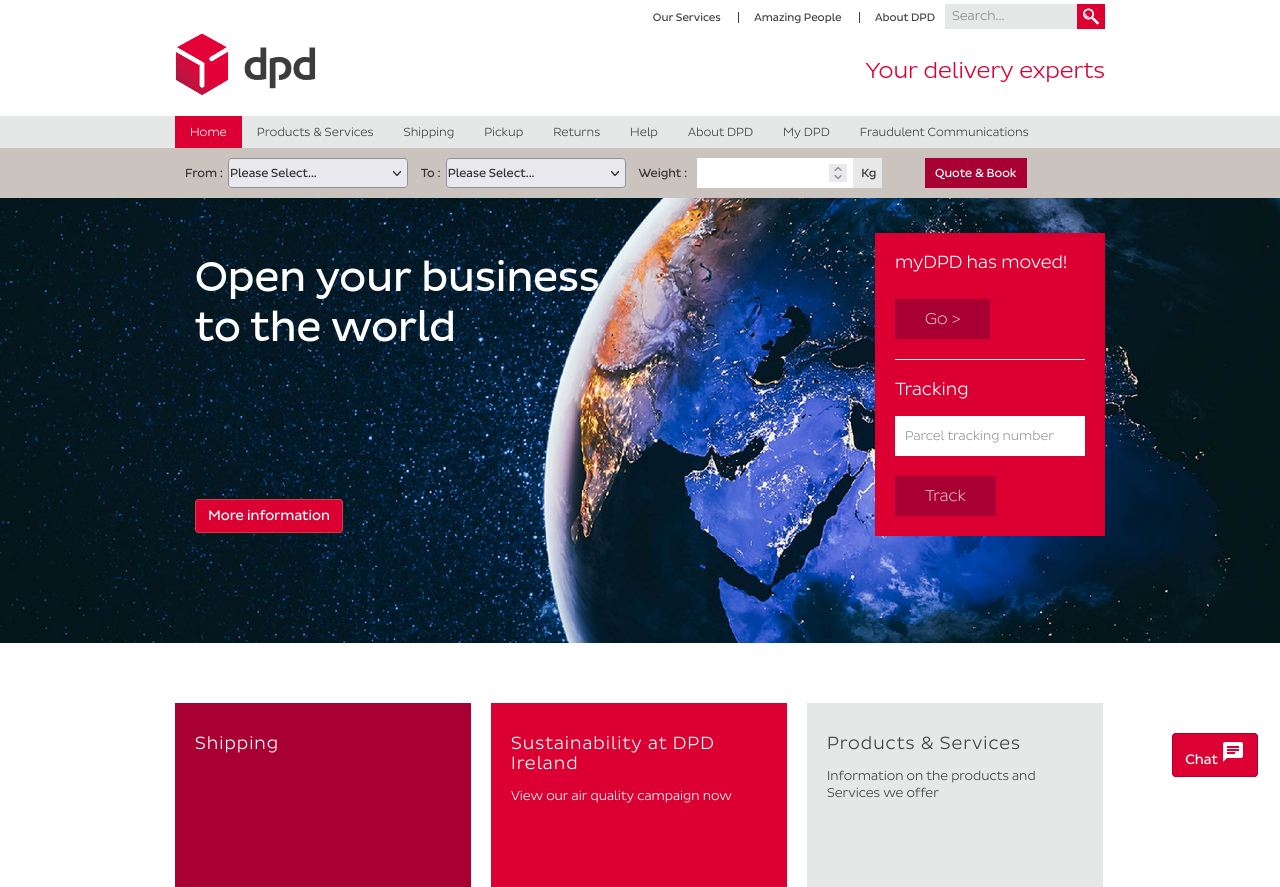 Our Services | Amazing People | About DPD Search...
dpd
Your delivery experts
Home Products & Services Shipping Pickup Returns Help About DPD My DPD Fraudulent Communications
From : Please Select... To : Please Select... Weight : Kg Quote & Book
Open your business
to the world
More information
myDPD has moved!
Go >
Tracking
Parcel tracking number
Track
Shipping
Sustainability at DPD
Ireland
View our air quality campaign now
Products & Services
Information on the products and
Services we offer
Chat